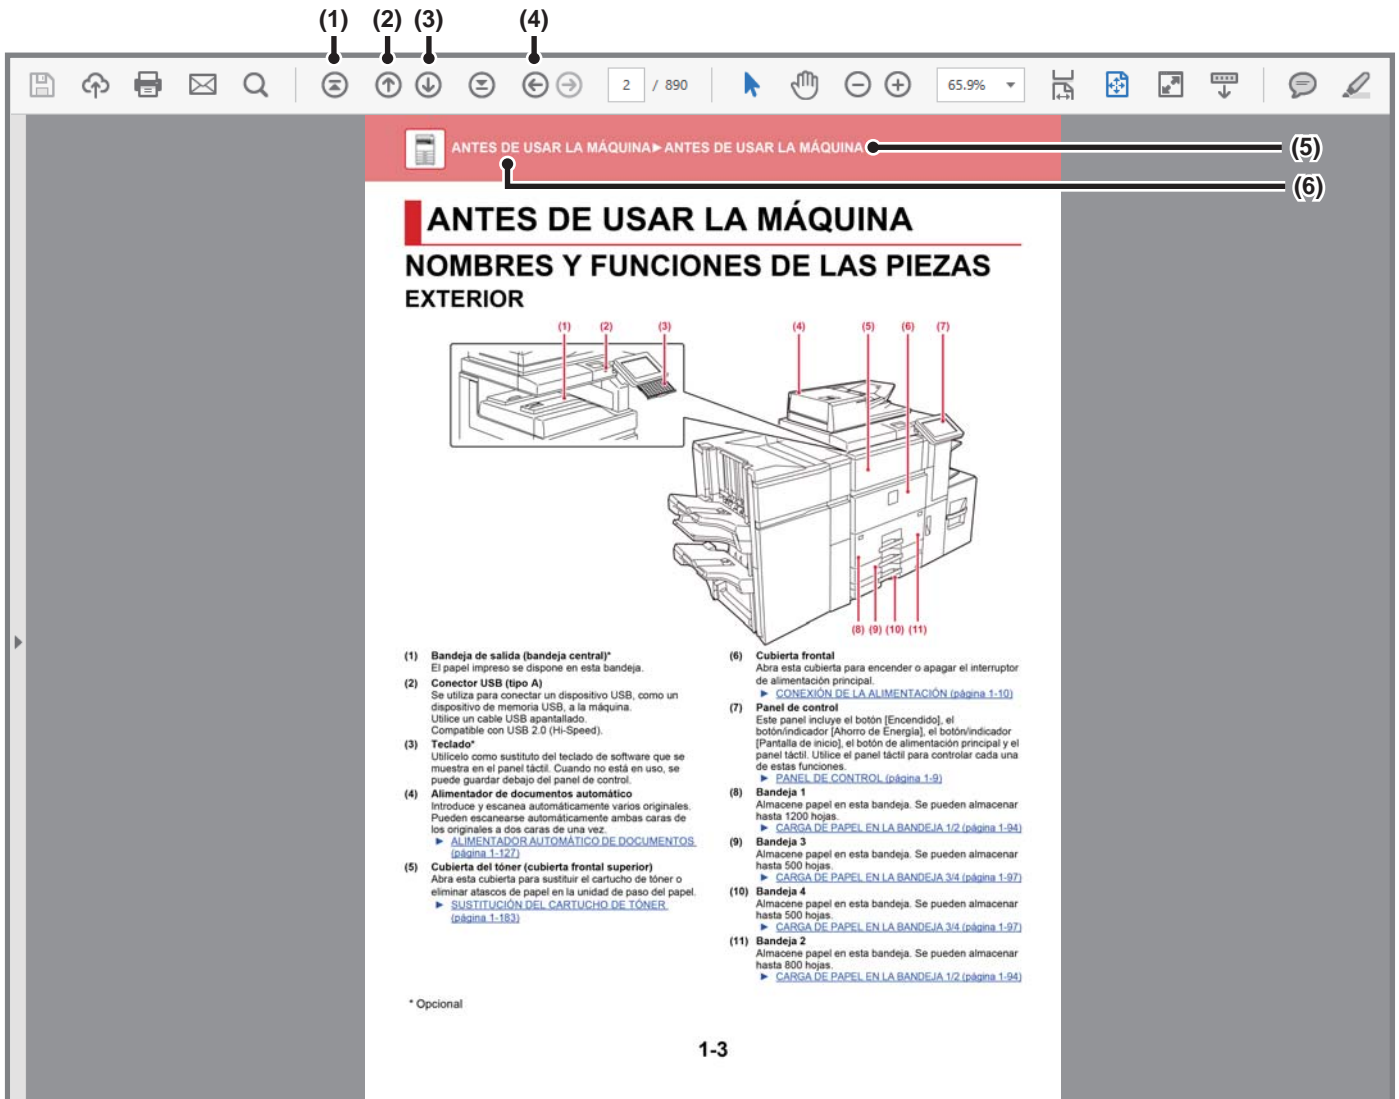 (1) (2) (3) (4)
2 / 890 65.9%
ANTES DE USAR LA MÁQUINA►ANTES DE USAR LA MÁQUINA
(5)
(6)
ANTES DE USAR LA MÁQUINA
NOMBRES Y FUNCIONES DE LAS PIEZAS
EXTERIOR
(1) (2) (3) (4) (5) (6) (7)
(8) (9) (10) (11)
(1) Bandeja de salida (bandeja central)*
El papel impreso se dispone en esta bandeja.
(2) Conector USB (tipo A)
Se utiliza para conectar un dispositivo USB, como un
dispositivo de memoria USB, a la máquina.
Utilice un cable USB apantallado.
Compatible con USB 2.0 (Hi-Speed).
(3) Teclado*
Utilícelo como sustituto del teclado de software que se
muestra en el panel táctil. Cuando no está en uso, se
puede guardar debajo del panel de control.
(4) Alimentador de documentos automático
Introduce y escanea automáticamente varios originales.
Pueden escanearse automáticamente ambas caras de
los originales a dos caras de una vez.
► ALIMENTADOR AUTOMÁTICO DE DOCUMENTOS
(página 1-127)
(5) Cubierta del tóner (cubierta frontal superior)
Abra esta cubierta para sustituir el cartucho de tóner o
eliminar atascos de papel en la unidad de paso del papel.
► SUSTITUCIÓN DEL CARTUCHO DE TÓNER
(página 1-183)
(6) Cubierta frontal
Abra esta cubierta para encender o apagar el interruptor
de alimentación principal.
► CONEXIÓN DE LA ALIMENTACIÓN (página 1-10)
(7) Panel de control
Este panel incluye el botón [Encendido], el
botón/indicador [Ahorro de Energía], el botón/indicador
[Pantalla de inicio], el botón de alimentación principal y el
panel táctil. Utilice el panel táctil para controlar cada una
de estas funciones.
► PANEL DE CONTROL (página 1-9)
(8) Bandeja 1
Almacene papel en esta bandeja. Se pueden almacenar
hasta 1200 hojas.
► CARGA DE PAPEL EN LA BANDEJA 1/2 (página 1-94)
(9) Bandeja 3
Almacene papel en esta bandeja. Se pueden almacenar
hasta 500 hojas.
► CARGA DE PAPEL EN LA BANDEJA 3/4 (página 1-97)
(10) Bandeja 4
Almacene papel en esta bandeja. Se pueden almacenar
hasta 500 hojas.
► CARGA DE PAPEL EN LA BANDEJA 3/4 (página 1-97)
(11) Bandeja 2
Almacene papel en esta bandeja. Se pueden almacenar
hasta 800 hojas.
► CARGA DE PAPEL EN LA BANDEJA 1/2 (página 1-94)
* Opcional
1-3